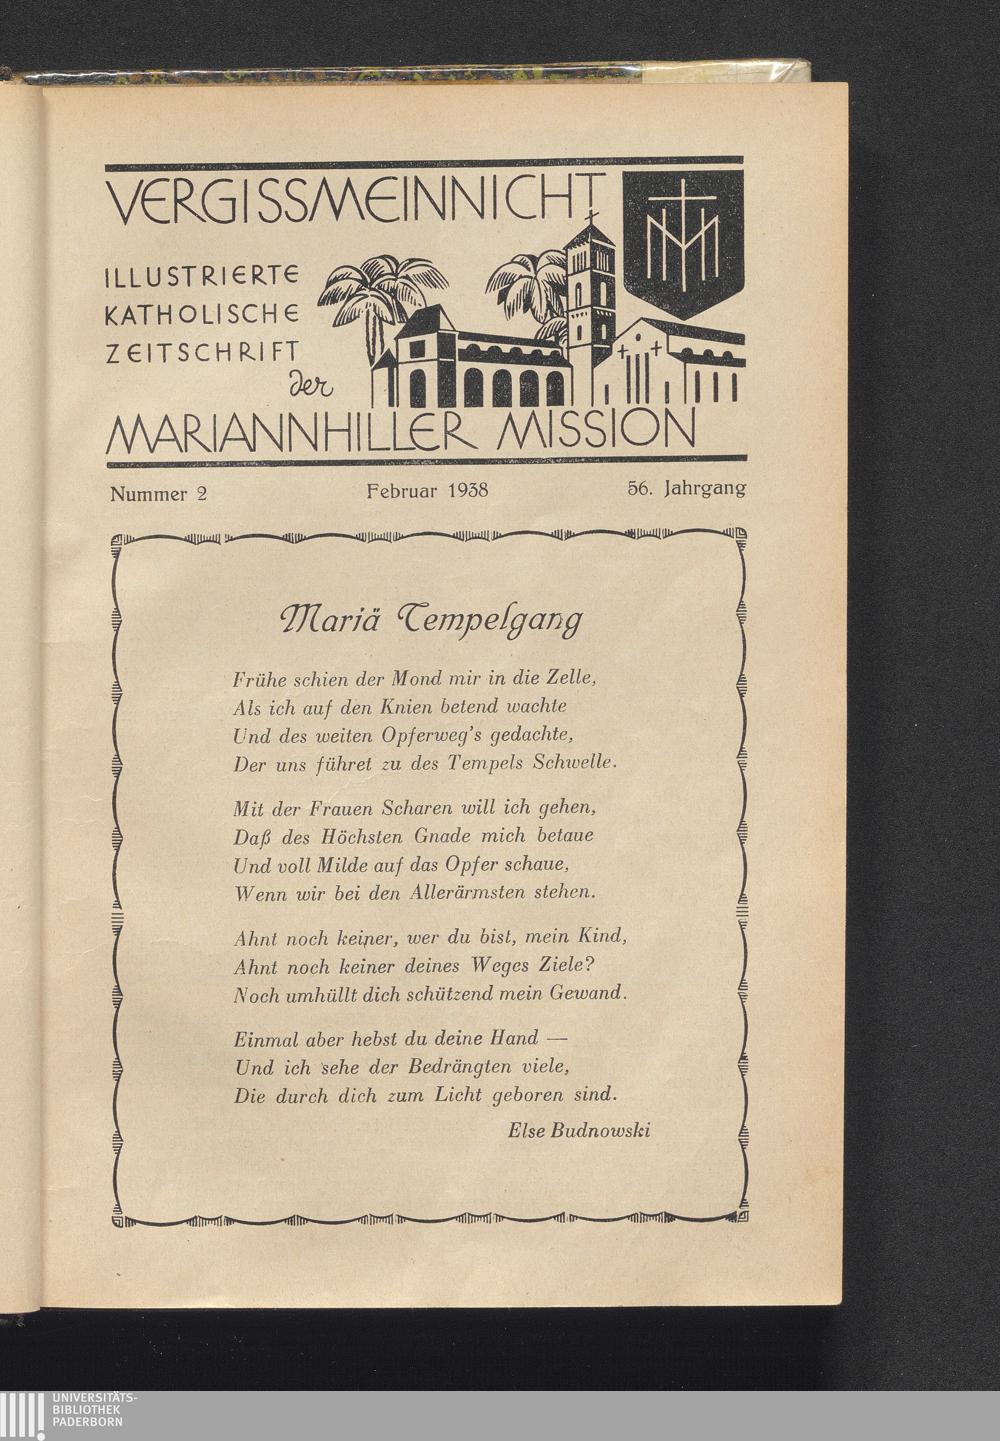 VERGISSMEINNICHT
ILLUSTRIERTE
KATHOLISCHE
ZEITSCHRIFT
der
MARIANNHILLER MISSION
Nummer 2 Februar 1938 56. Jahrgang
Mariä Tempelgang
Frühe schien der Mond mir in die Zelle,
Als ich auf den Knien betend wachte
Und des weiten Opferweg's gedachte,
Der uns führet zu des Tempels Schwelle.
Mit der Frauen Scharen will ich gehen,
Daß des Höchsten Gnade mich betaue
Und voll Milde auf das Opfer schaue,
Wenn wir bei den Allerärmsten stehen.
Ahnt noch keiner, wer du bist, mein Kind,
Ahnt noch keiner deines Weges Ziele?
Noch umhüllt dich schützend mein Gewand.
Einmal aber hebst du deine Hand —
Und ich sehe der Bedrängten viele,
Die durch dich zum Licht geboren sind.
Else Budnowski
UNIVERSITÄTS-
BIBLIOTHEK
PADERBORN